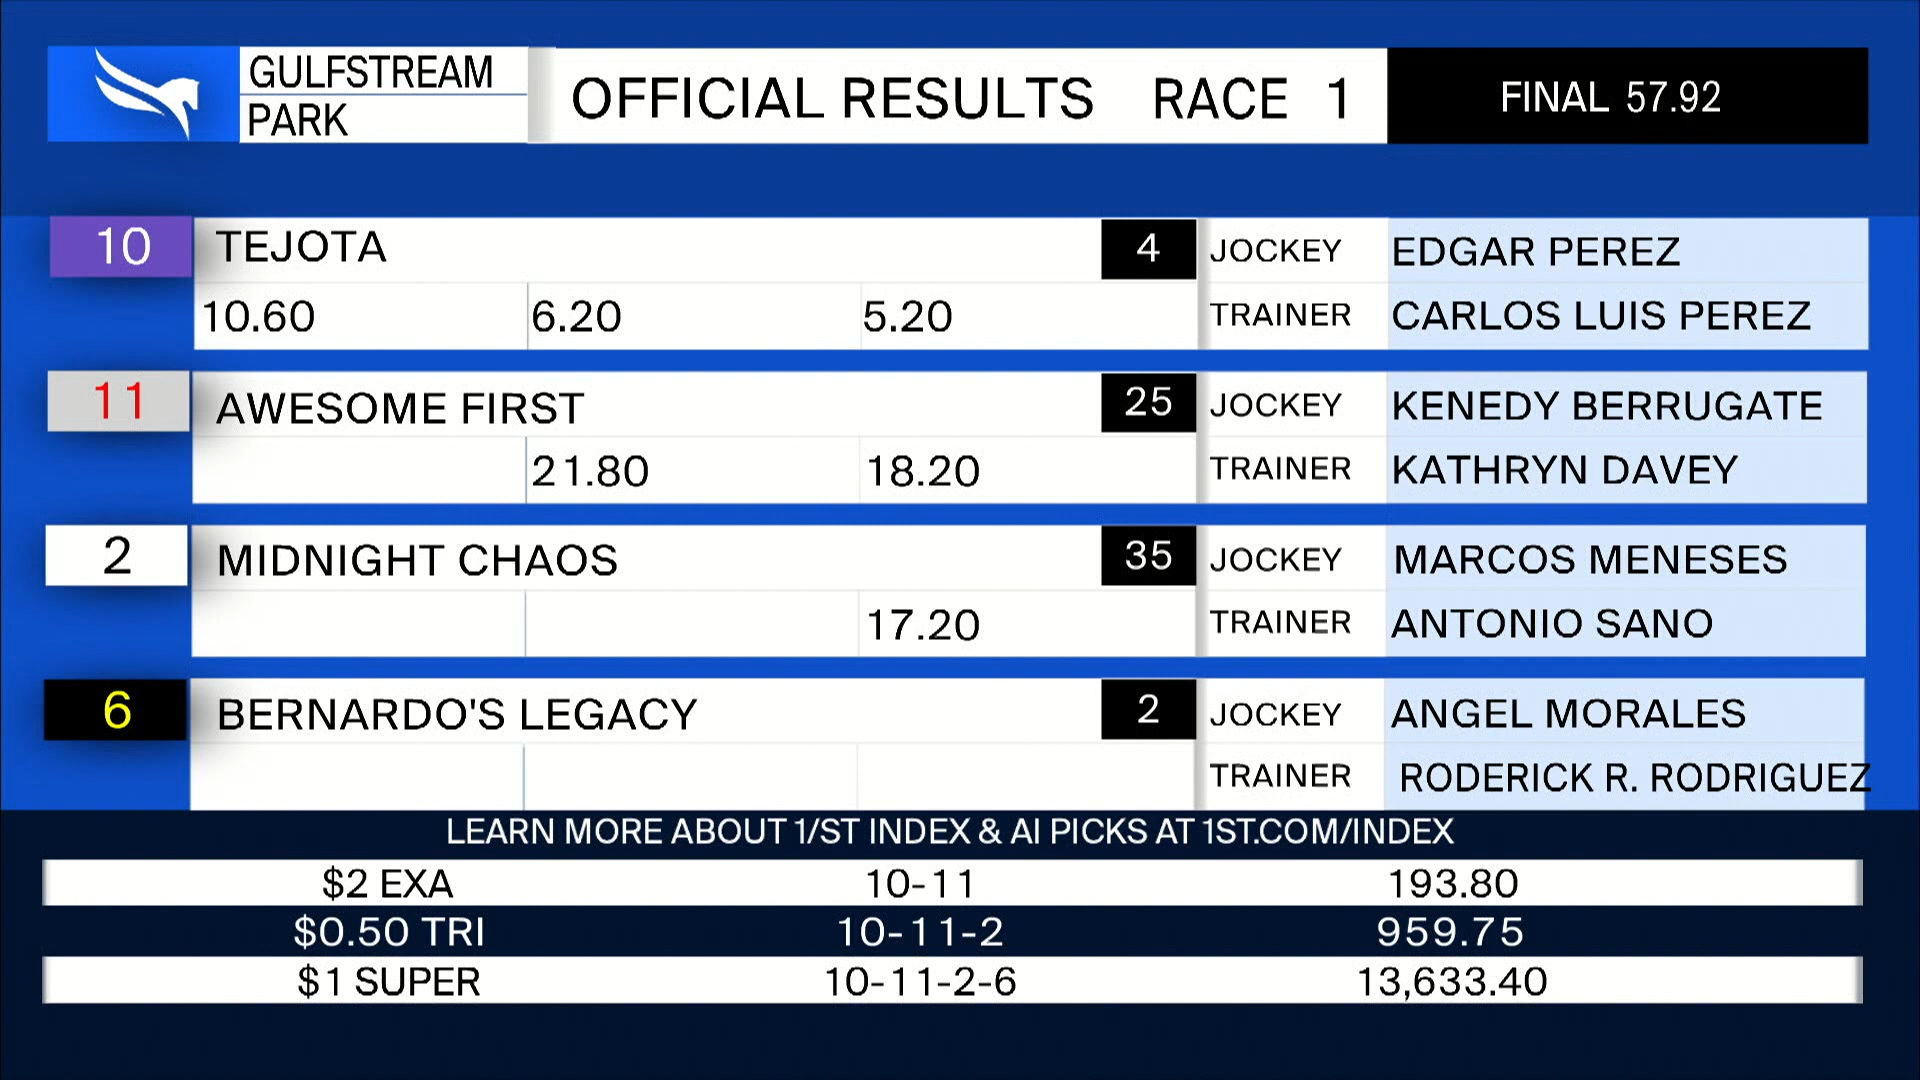 GULFSTREAM
PARK
OFFICIAL RESULTS RACE 1
FINAL 57.92
10 TEJOTA 4 JOCKEY EDGAR PEREZ
10.60 6.20 5.20 TRAINER CARLOS LUIS PEREZ
11 AWESOME FIRST 25 JOCKEY KENEDY BERRUGATE
21.80 18.20 TRAINER KATHRYN DAVEY
2 MIDNIGHT CHAOS 35 JOCKEY MARCOS MENESES
17.20 TRAINER ANTONIO SANO
6 BERNARDO'S LEGACY 2 JOCKEY ANGEL MORALES
TRAINER RODERICK R. RODRIGUEZ
LEARN MORE ABOUT 1/ST INDEX & AI PICKS AT 1ST.COM/INDEX
$2 EXA 10-11 193.80
$0.50 TRI 10-11-2 959.75
$1 SUPER 10-11-2-6 13,633.40